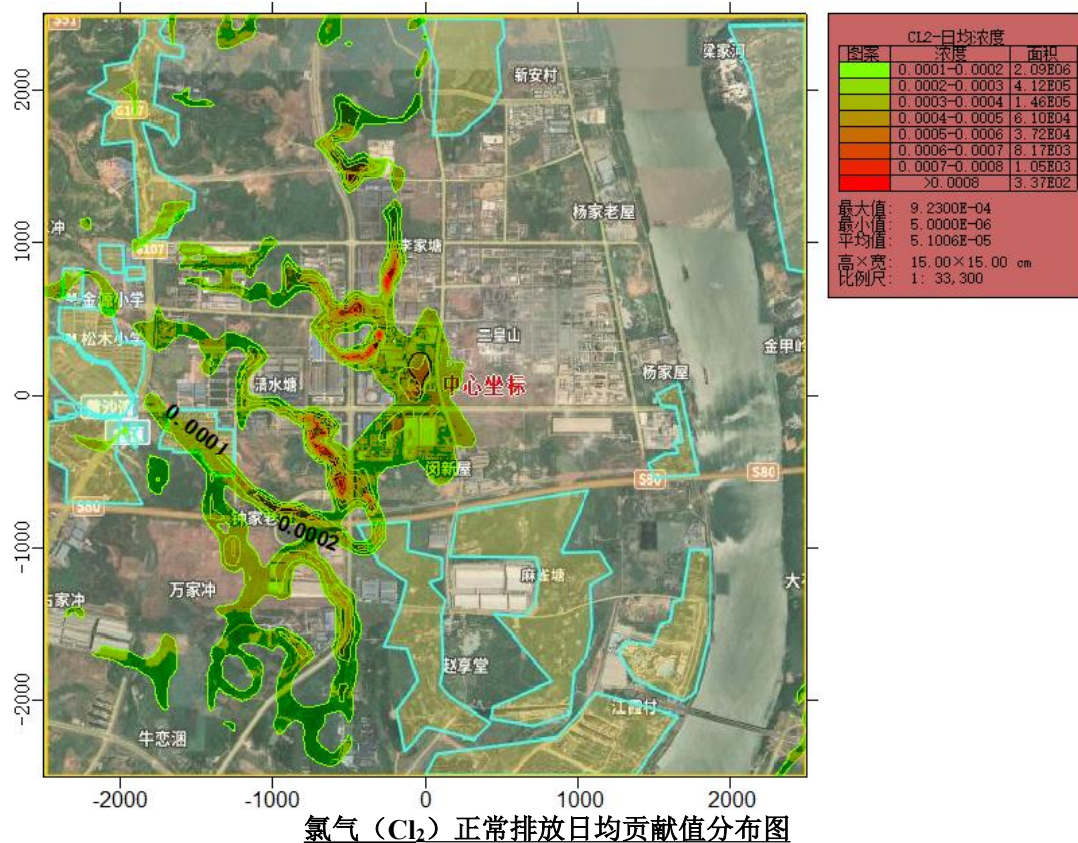 CL2-日均浓度
图案 浓度 面积
0.0001-0.0002 2.09E06
0.0002-0.0003 4.12E05
0.0003-0.0004 1.46E05
0.0004-0.0005 6.10E04
0.0005-0.0006 3.72E04
0.0006-0.0007 8.17E03
0.0007-0.0008 1.05E03
>0.0008 3.37E02
最大值: 9.2300E-04
最小值: 5.0000E-06
平均值: 5.1006E-05
高×宽: 15.00×15.00 cm
比例尺: 1: 33,300
S51
梁家河
新安村
2000
G107
杨家老屋
冲
1000
G107
李家塘
金源小学
松木小学
二皇山
金甲岭
清水塘
中心坐标
杨家屋
0
0.0001
闵新屋
S80
S80
S80
钟家老
0.0002
-10000
麻雀塘
万家冲
石家冲
赵享堂
-20000
江霞村
牛恋涃
-2000 -1000 0 1000 2000
氯气(Cl₂)正常排放日均贡献值分布图